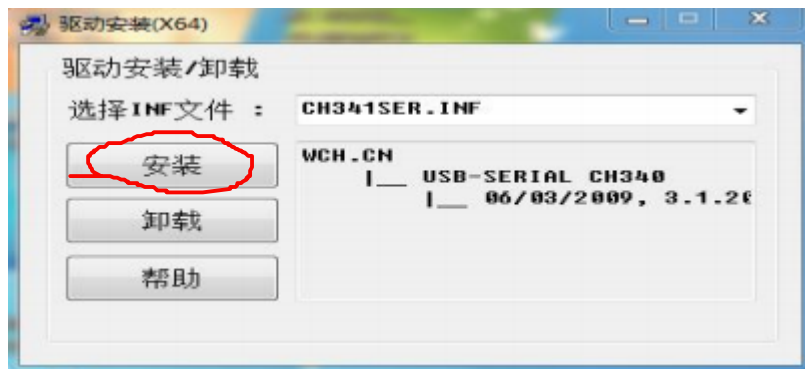 驱动安装(X64)
驱动安装/卸载
选择INF文件 : CH341SER.INF
安装
卸载
帮助
WCH.CN
|__ USB-SERIAL CH340
|__ 06/03/2009, 3.1.20